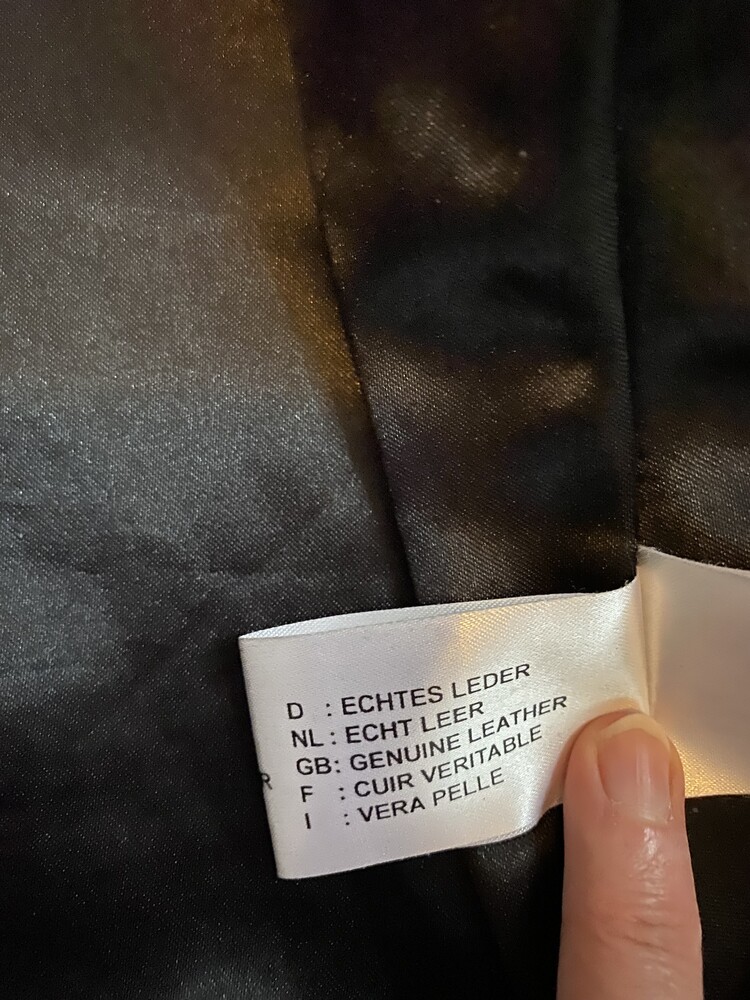 D : ECHTES LEDER
NL : ECHT LEER
GB: GENUINE LEATHER
F : CUIR VERITABLE
I : VERA PELLE
R